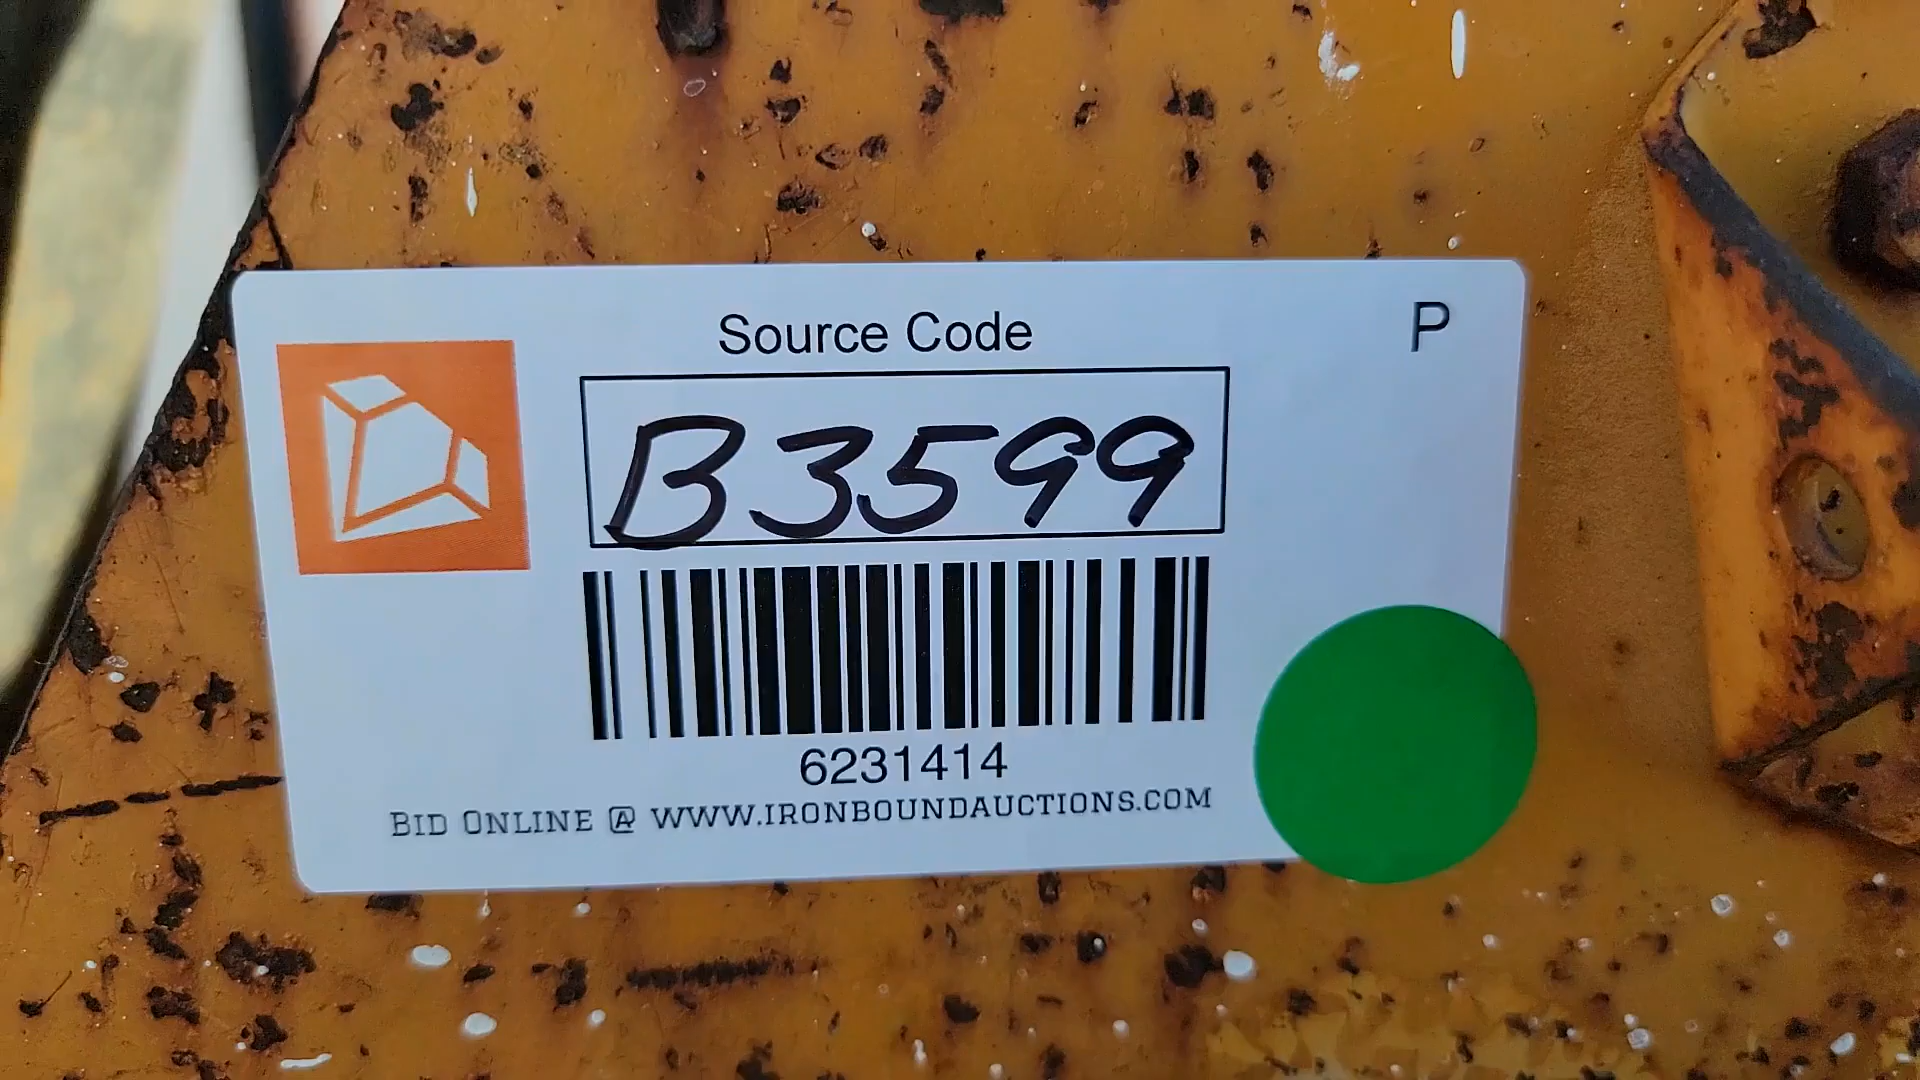 Source Code
P
B3599
6231414
BID ONLINE @ WWW.IRONBOUNDAUCTIONS.COM